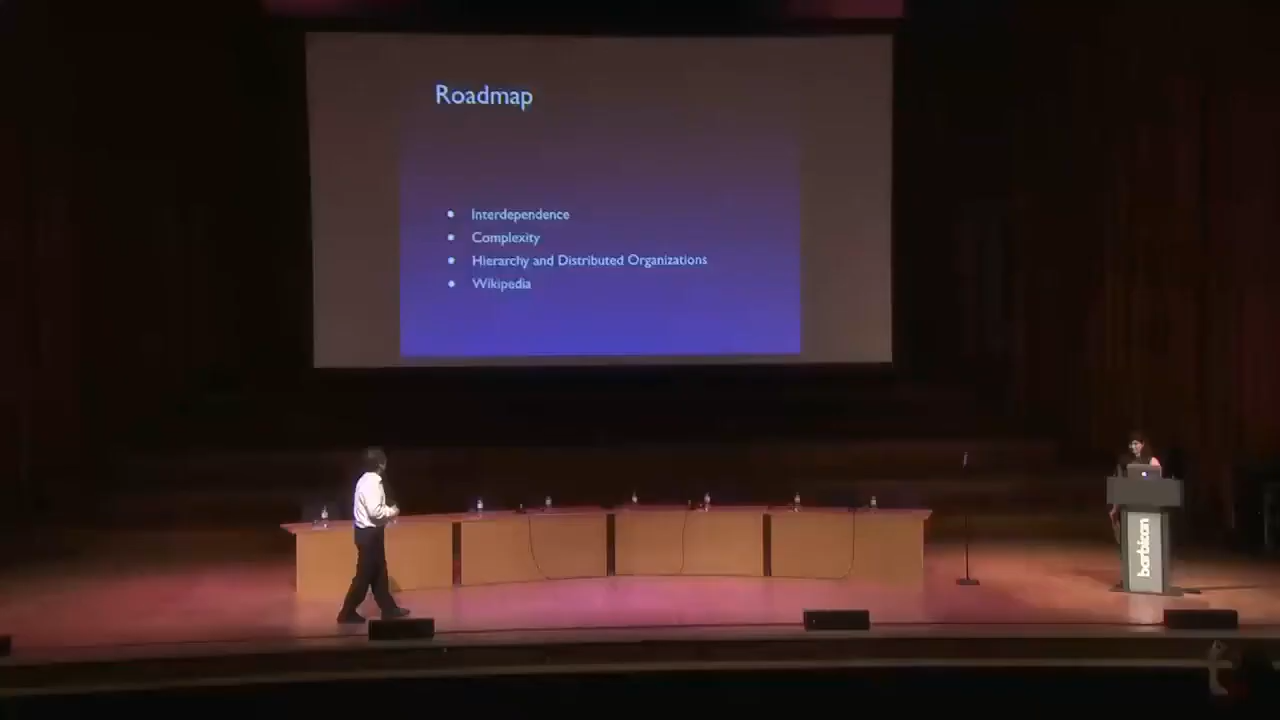 Roadmap
Interdependence
Complexity
Hierarchy and Distributed Organizations
Wikipedia
barbican